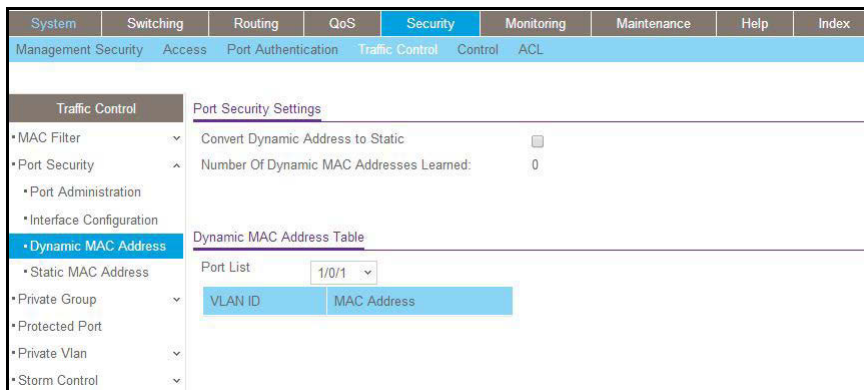 System Switching Routing QoS Security Monitoring Maintenance Help Index
Management Security Access Port Authentication Traffic Control Control ACL
Traffic Control
MAC Filter
Port Security
Port Administration
Interface Configuration
Dynamic MAC Address
Static MAC Address
Private Group
Protected Port
Private Vlan
Storm Control
Port Security Settings
Convert Dynamic Address to Static
Number Of Dynamic MAC Addresses Learned: 0
Dynamic MAC Address Table
Port List 1/0/1
VLAN ID MAC Address